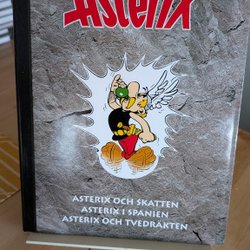 Asterix
ASTERIX OCH SKATTEN
ASTERIX I SPANIEN
ASTERIX OCH TVEDRÄKTEN